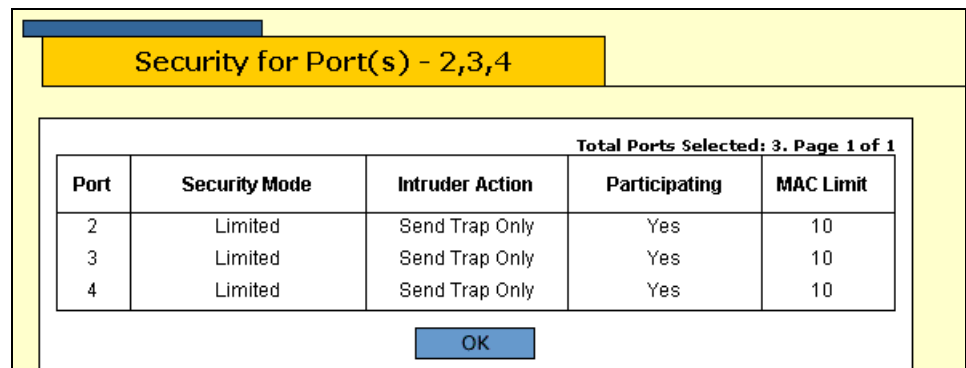 Security for Port(s) - 2,3,4
Total Ports Selected: 3. Page 1 of 1
Port Security Mode Intruder Action Participating MAC Limit
2 Limited Send Trap Only Yes 10
3 Limited Send Trap Only Yes 10
4 Limited Send Trap Only Yes 10
OK